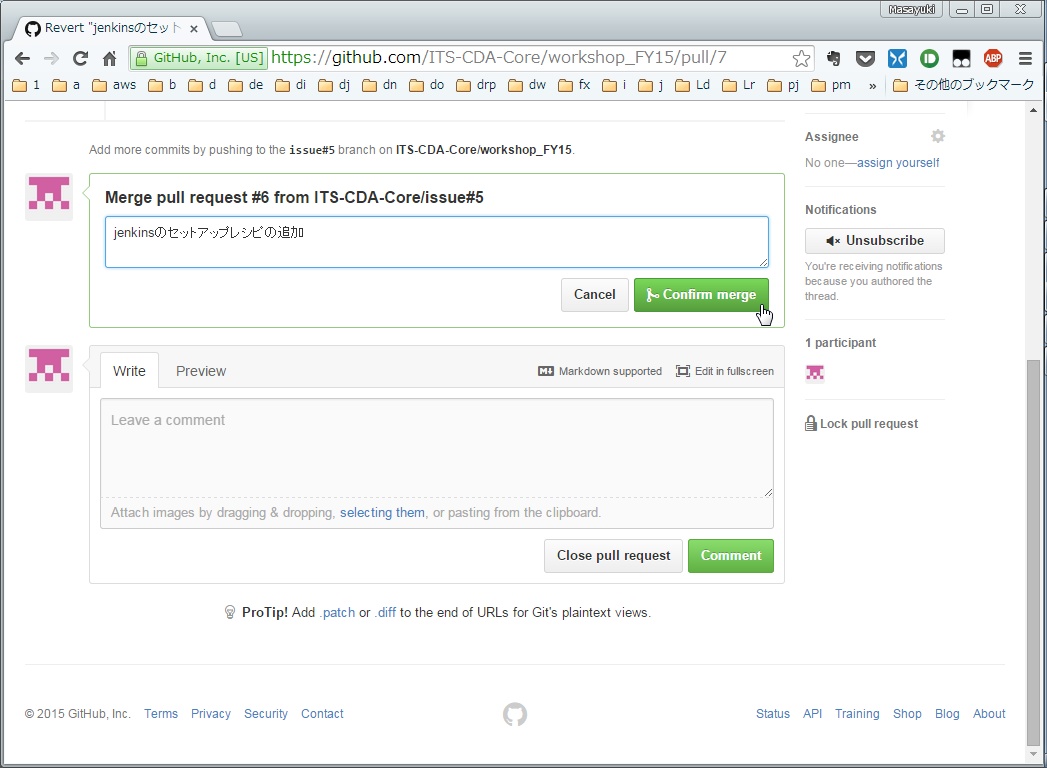 Masayuki
Revert "jenkinsのセット
GitHub, Inc. [US] https://github.com/ITS-CDA-Core/workshop_FY15/pull/7
1 a aws b d de di dj dn do drp dw fx i j Ld Lr pj pm » その他のブックマーク
Add more commits by pushing to the issue#5 branch on ITS-CDA-Core/workshop_FY15.
Merge pull request #6 from ITS-CDA-Core/issue#5
jenkinsのセットアップレシピの追加
Cancel Confirm merge
Write Preview Markdown supported Edit in fullscreen
Leave a comment
Attach images by dragging & dropping, selecting them, or pasting from the clipboard.
Close pull request Comment
ProTip! Add .patch or .diff to the end of URLs for Git's plaintext views.
Assignee
No one—assign yourself
Notifications
Unsubscribe
You're receiving notifications
because you authored the
thread.
1 participant
Lock pull request
© 2015 GitHub, Inc. Terms Privacy Security Contact
Status API Training Shop Blog About
ABP